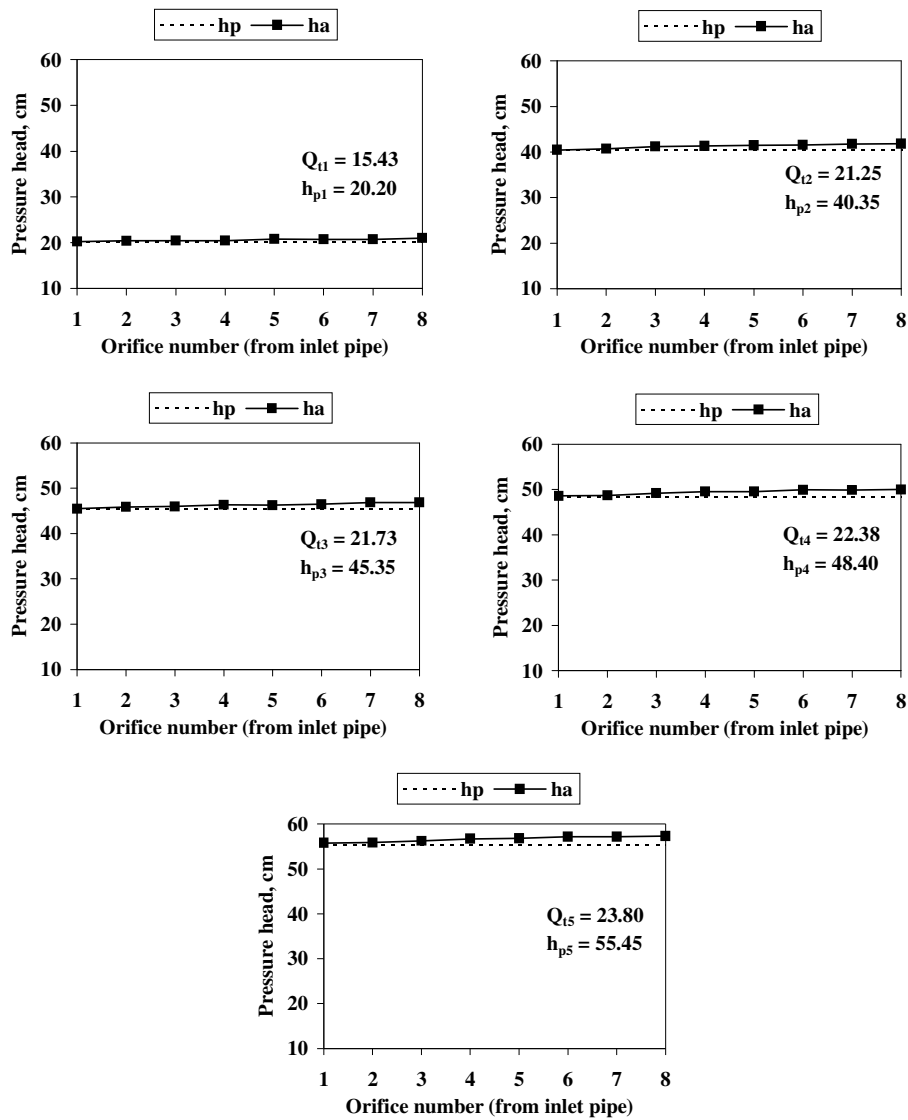 hp ha
60
50
40
30
20
10
Pressure head, cm
Qt1 = 15.43
hp1 = 20.20
1 2 3 4 5 6 7 8
Orifice number (from inlet pipe)
hp ha
60
50
40
30
20
10
Pressure head, cm
Qt2 = 21.25
hp2 = 40.35
1 2 3 4 5 6 7 8
Orifice number (from inlet pipe)
hp ha
60
50
40
30
20
10
Pressure head, cm
Qt3 = 21.73
hp3 = 45.35
1 2 3 4 5 6 7 8
Orifice number (from inlet pipe)
hp ha
60
50
40
30
20
10
Pressure head, cm
Qt4 = 22.38
hp4 = 48.40
1 2 3 4 5 6 7 8
Orifice number (from inlet pipe)
hp ha
60
50
40
30
20
10
Pressure head, cm
Qt5 = 23.80
hp5 = 55.45
1 2 3 4 5 6 7 8
Orifice number (from inlet pipe)